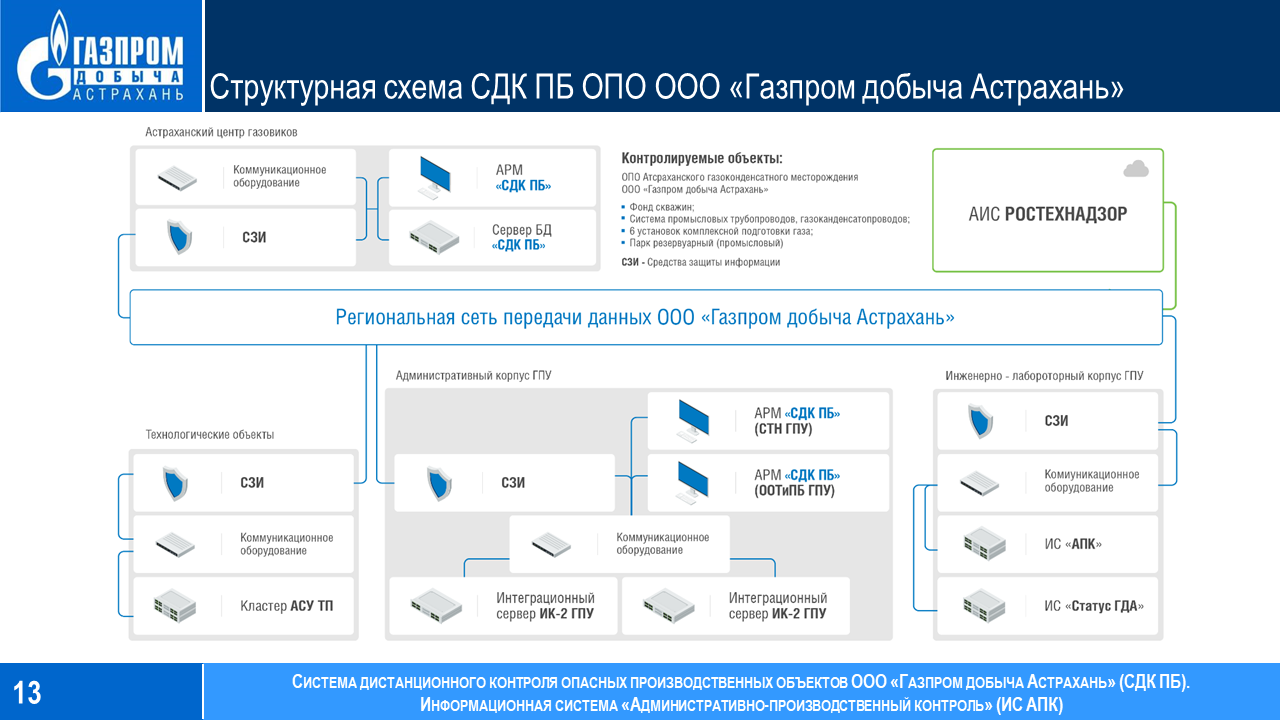 ГАЗПРОМ
ДОБЫЧА
АСТРАХАНЬ
Структурная схема СДК ПБ ОПО ООО «Газпром добыча Астрахань»
Астраханский центр газовиков
Коммуникационное
оборудование
СЗИ
АРМ
«СДК ПБ»
Сервер БД
«СДК ПБ»
Контролируемые объекты:
ОПО Атсраханского газоконденсатного месторождения
ООО «Газпром добыча Астрахань»
Фонд скважин;
Система промысловых трубопроводов, газоканденсатопроводов;
6 установок комплексной подготовки газа;
Парк резервуарный (промысловый)
СЗИ - Средства защиты информации
АИС РОСТЕХНАДЗОР
Региональная сеть передачи данных ООО «Газпром добыча Астрахань»
Технологические объекты
СЗИ
Коммуникационное
оборудование
Кластер АСУ ТП
Административный корпус ГПУ
АРМ «СДК ПБ»
(СТН ГПУ)
СЗИ
АРМ «СДК ПБ»
(ООТиПБ ГПУ)
Коммуникационное
оборудование
Интеграционный
сервер ИК-2 ГПУ
Интеграционный
сервер ИК-2 ГПУ
Инженерно - лабороторный корпус ГПУ
СЗИ
Комиуникационное
оборудование
ИС «АПК»
ИС «Статус ГДА»
13
Система дистанционного контроля опасных производственных объектов ООО «Газпром добыча Астрахань» (СДК ПБ).
Информационная система «Административно-производственный контроль» (ИС АПК)